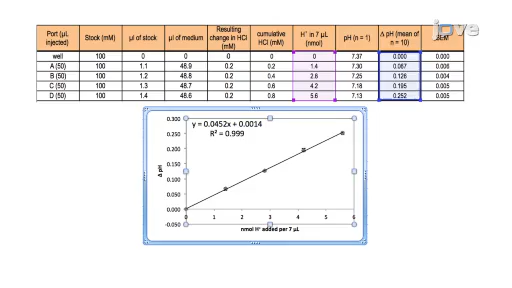 jove
Port (µL injected) Stock (mM) µl of stock µl of medium Resulting change in HCl (mM) cumulative HCl (mM) H⁺ in 7 µL (nmol) pH (n = 1) Δ pH (mean of n = 10) SEM
well 100 0 0 0 0 0 7.37 0.000 0.000
A (50) 100 1.1 48.9 0.2 0.2 1.4 7.30 0.067 0.006
B (50) 100 1.2 48.8 0.2 0.4 2.8 7.25 0.128 0.004
C (50) 100 1.3 48.7 0.2 0.6 4.2 7.18 0.195 0.005
D (50) 100 1.4 48.6 0.2 0.8 5.6 7.13 0.252 0.005
y = 0.0452x + 0.0014
R² = 0.999
0.300
0.250
0.200
0.150
0.100
0.050
0.000
-0.050
Δ pH
0 1 2 3 4 5 6
nmol H⁺ added per 7 µL